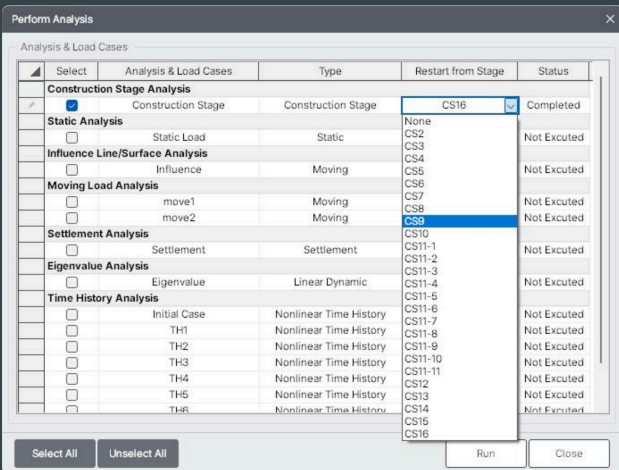 Perform Analysis
Analysis & Load Cases
Select Analysis & Load Cases Type Restart from Stage Status
Construction Stage Analysis
Construction Stage Construction Stage CS16 Completed
Static Analysis
Static Load Static Not Excuted
Influence Line/Surface Analysis
Influence Moving Not Excuted
Moving Load Analysis
move1 Moving Not Excuted
move2 Moving Not Excuted
Settlement Analysis
Settlement Settlement Not Excuted
Eigenvalue Analysis
Eigenvalue Linear Dynamic Not Excuted
Time History Analysis
Initial Case Nonlinear Time History Not Excuted
TH1 Nonlinear Time History Not Excuted
TH2 Nonlinear Time History Not Excuted
TH3 Nonlinear Time History Not Excuted
TH4 Nonlinear Time History Not Excuted
TH5 Nonlinear Time History Not Excuted
TH6 Nonlinear Time History Not Excuted
None
CS2
CS3
CS4
CS5
CS6
CS7
CS8
CS9
CS10
CS11-1
CS11-2
CS11-3
CS11-4
CS11-5
CS11-6
CS11-7
CS11-8
CS11-9
CS11-10
CS11-11
CS12
CS13
CS14
CS15
CS16
Select All Unselect All Run Close